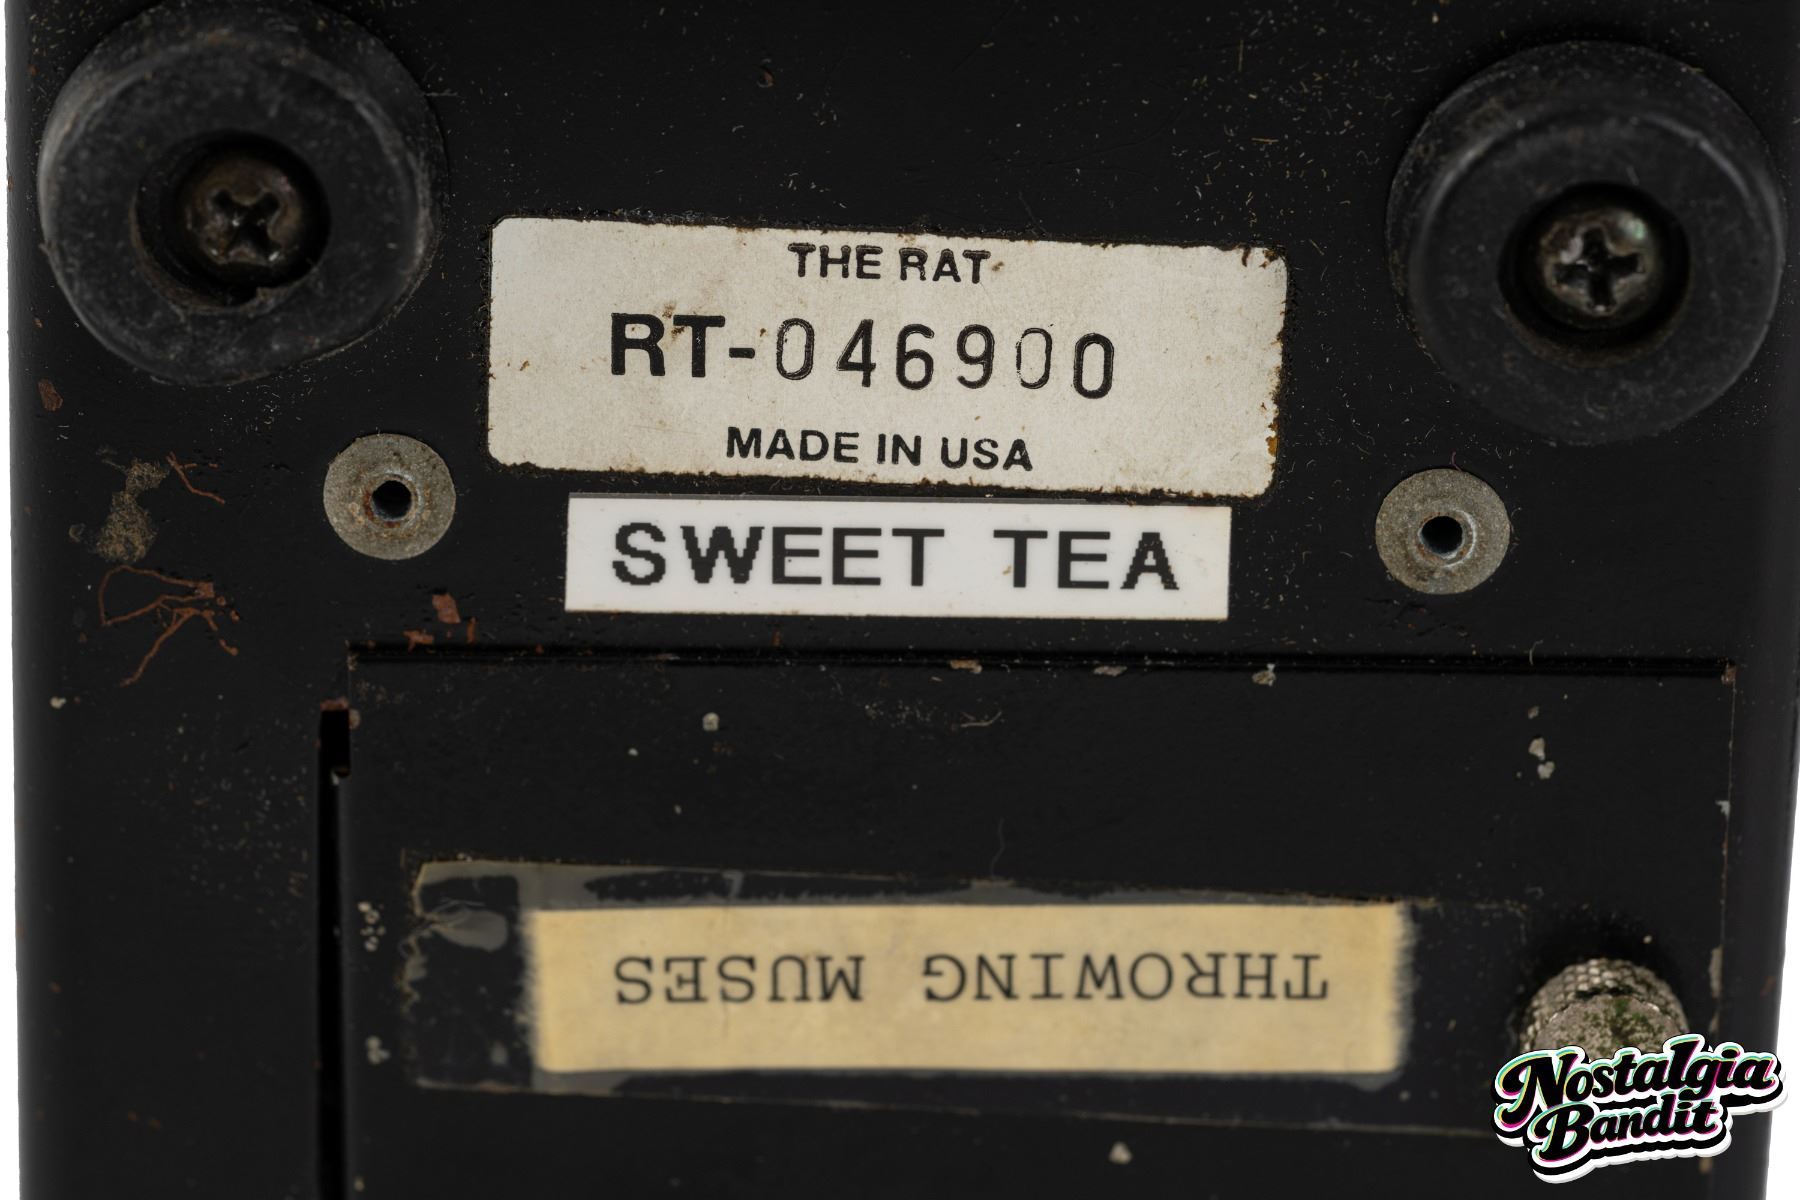 THE RAT
RT-046900
MADE IN USA
SWEET TEA
THROWING MUSES
Nostalgia
Bandit